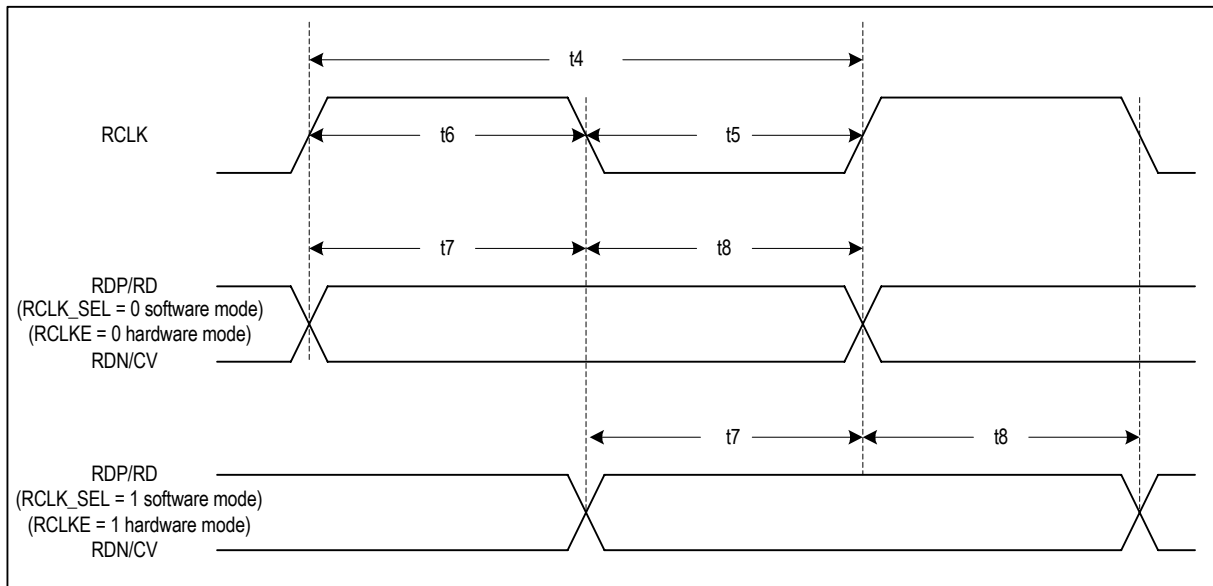 t4
RCLK
t6
t5
t7
t8
RDP/RD
(RCLK_SEL = 0 software mode)
(RCLKE = 0 hardware mode)
RDN/CV
t7
t8
RDP/RD
(RCLK_SEL = 1 software mode)
(RCLKE = 1 hardware mode)
RDN/CV